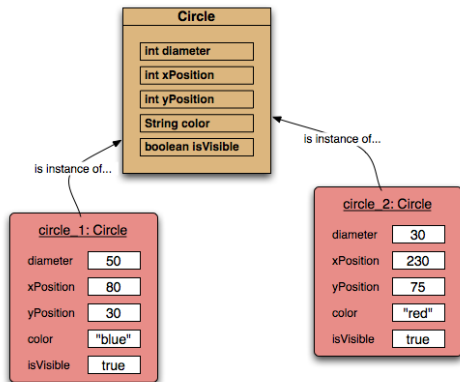 Circle
int diameter
int xPosition
int yPosition
String color
boolean isVisible
is instance of...
is instance of...
circle_1: Circle
diameter 50
xPosition 80
yPosition 30
color "blue"
isVisible true
circle_2: Circle
diameter 30
xPosition 230
yPosition 75
color "red"
isVisible true